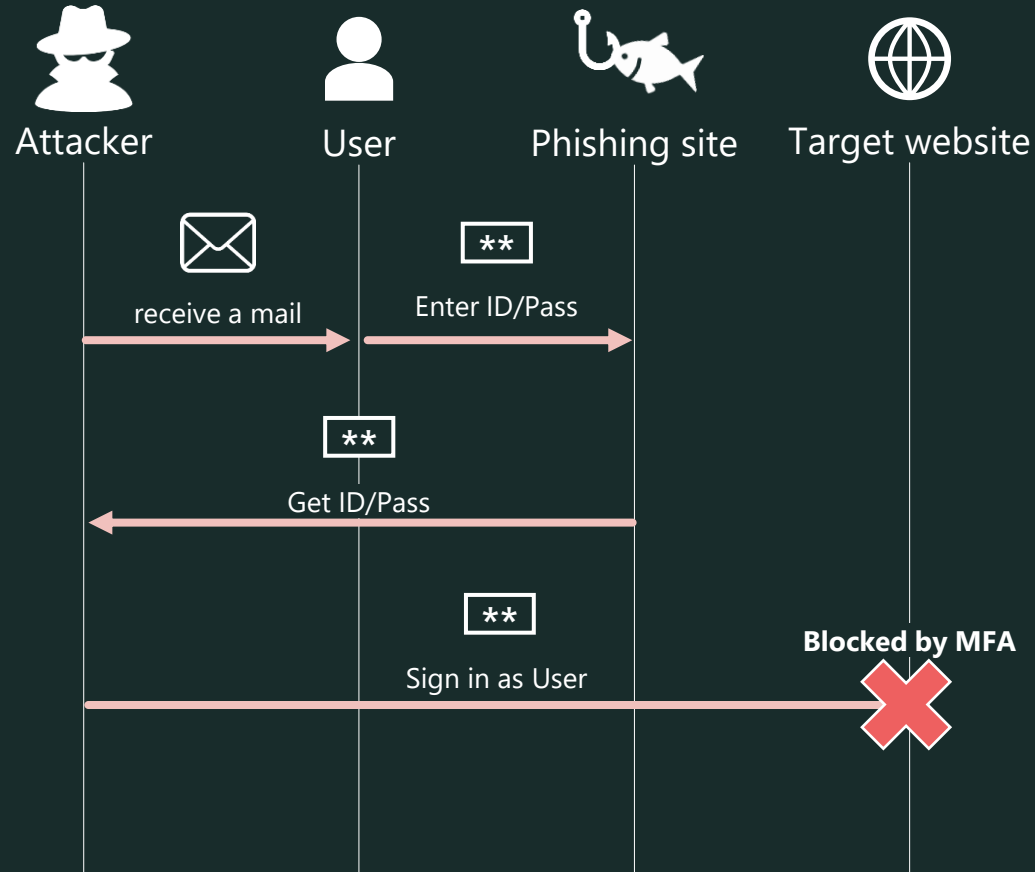 Attacker
User
Phishing site
Target website
receive a mail
**
Enter ID/Pass
**
Get ID/Pass
**
Sign in as User
Blocked by MFA